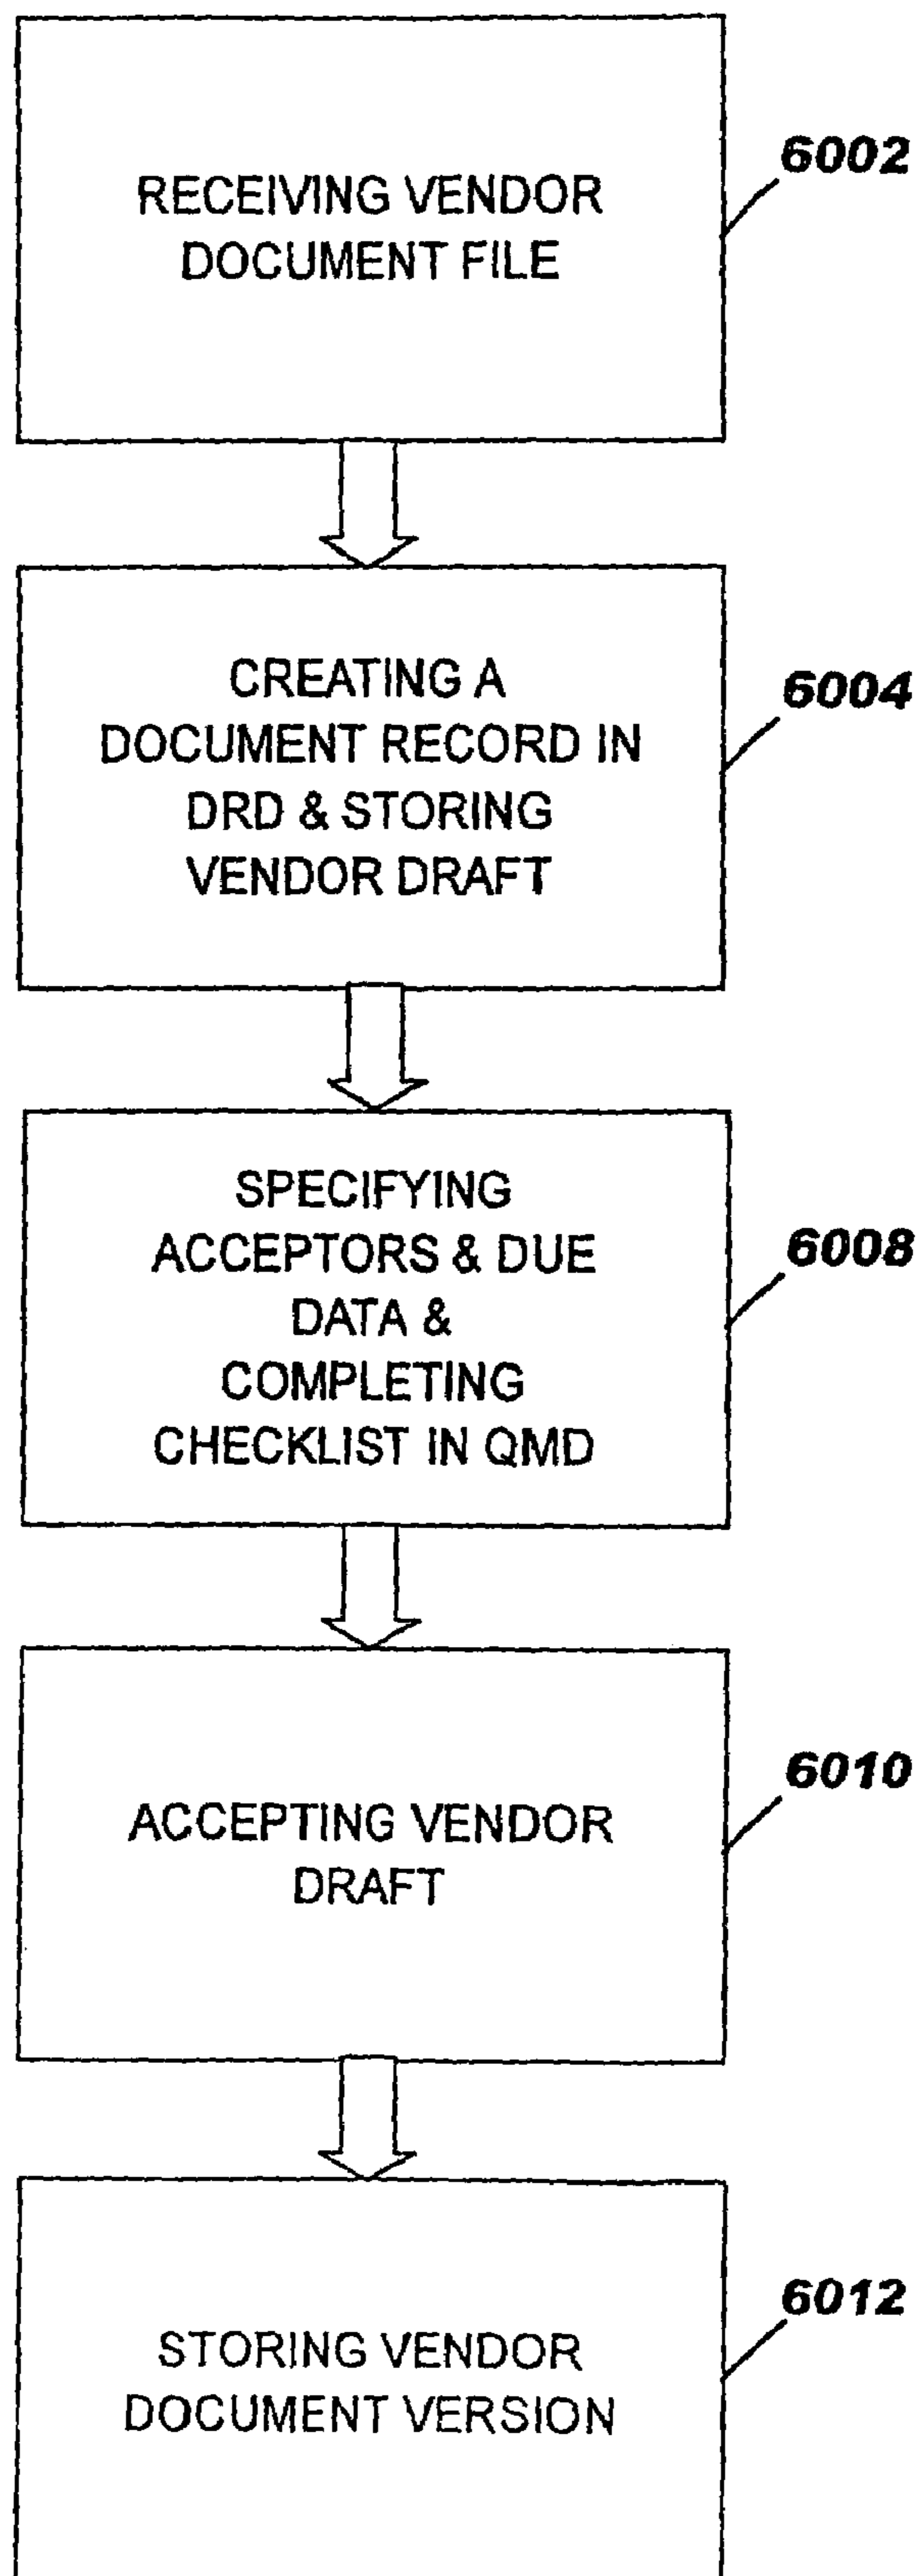 RECEIVING VENDOR
DOCUMENT FILE
6002
CREATING A
DOCUMENT RECORD IN
DRD & STORING
VENDOR DRAFT
6004
SPECIFYING
ACCEPTORS & DUE
DATA &
COMPLETING
CHECKLIST IN QMD
6008
ACCEPTING VENDOR
DRAFT
6010
STORING VENDOR
DOCUMENT VERSION
6012